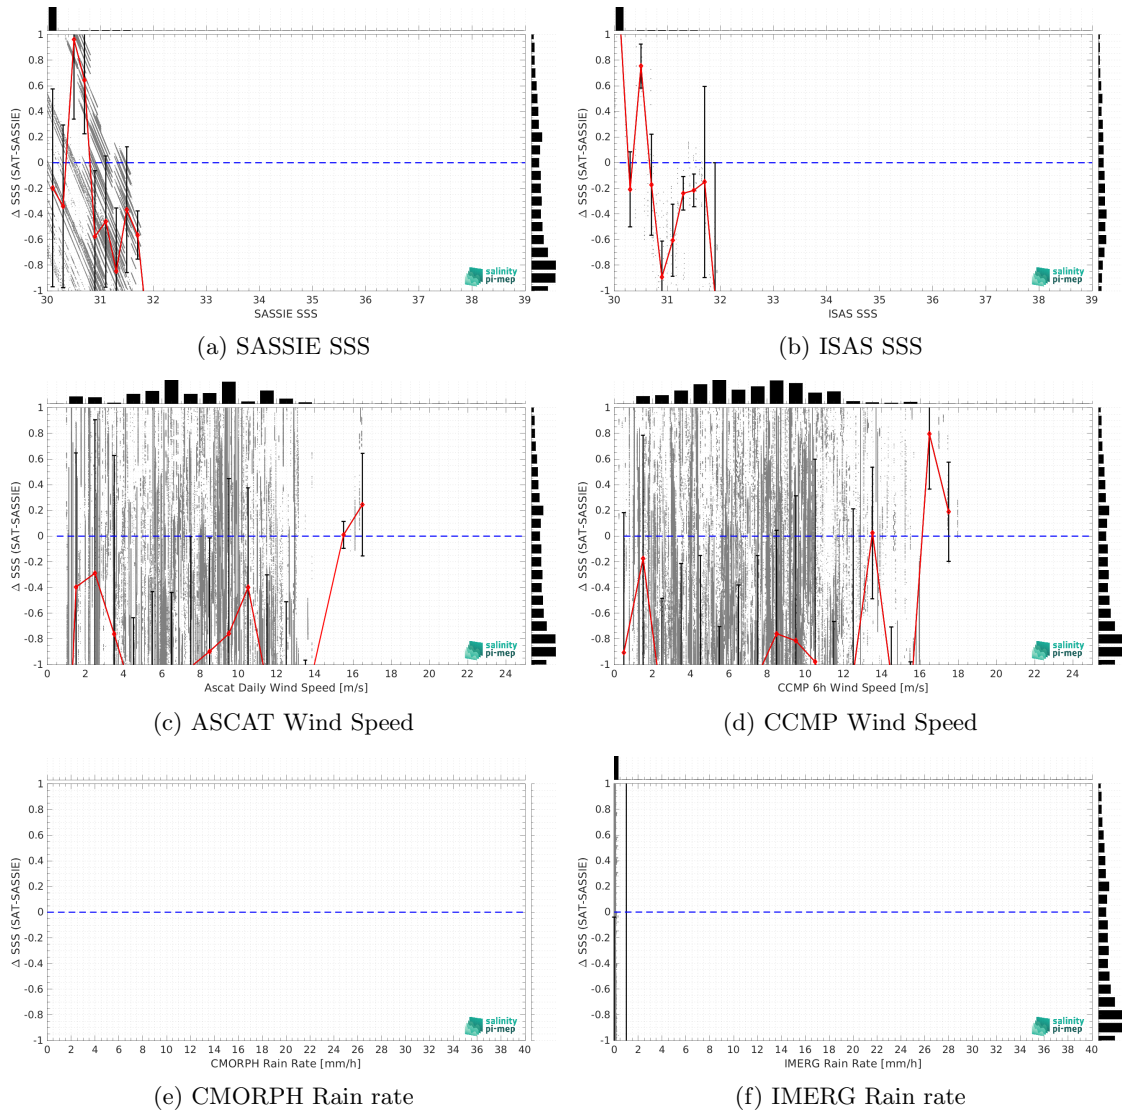 1
0.8
0.6
0.4
0.2
0
-0.2
-0.4
-0.6
-0.8
-1
Δ SSS (SAT-SASSIE)
30 31 32 33 34 35 36 37 38 39
SASSIE SSS
salinity
pi-mep
(a) SASSIE SSS
1
0.8
0.6
0.4
0.2
0
-0.2
-0.4
-0.6
-0.8
-1
Δ SSS (SAT-SASSIE)
30 31 32 33 34 35 36 37 38 39
ISAS SSS
salinity
pi-mep
(b) ISAS SSS
1
0.8
0.6
0.4
0.2
0
-0.2
-0.4
-0.6
-0.8
-1
Δ SSS (SAT-SASSIE)
0 2 4 6 8 10 12 14 16 18 20 22 24
Ascat Daily Wind Speed [m/s]
salinity
pi-mep
(c) ASCAT Wind Speed
1
0.8
0.6
0.4
0.2
0
-0.2
-0.4
-0.6
-0.8
-1
Δ SSS (SAT-SASSIE)
0 2 4 6 8 10 12 14 16 18 20 22 24
CCMP 6h Wind Speed [m/s]
salinity
pi-mep
(d) CCMP Wind Speed
1
0.8
0.6
0.4
0.2
0
-0.2
-0.4
-0.6
-0.8
-1
Δ SSS (SAT-SASSIE)
0 2 4 6 8 10 12 14 16 18 20 22 24 26 28 30 32 34 36 38 40
CMORPH Rain Rate [mm/h]
salinity
pi-mep
(e) CMORPH Rain rate
1
0.8
0.6
0.4
0.2
0
-0.2
-0.4
-0.6
-0.8
-1
Δ SSS (SAT-SASSIE)
0 2 4 6 8 10 12 14 16 18 20 22 24 26 28 30 32 34 36 38 40
IMERG Rain Rate [mm/h]
salinity
pi-mep
(f) IMERG Rain rate